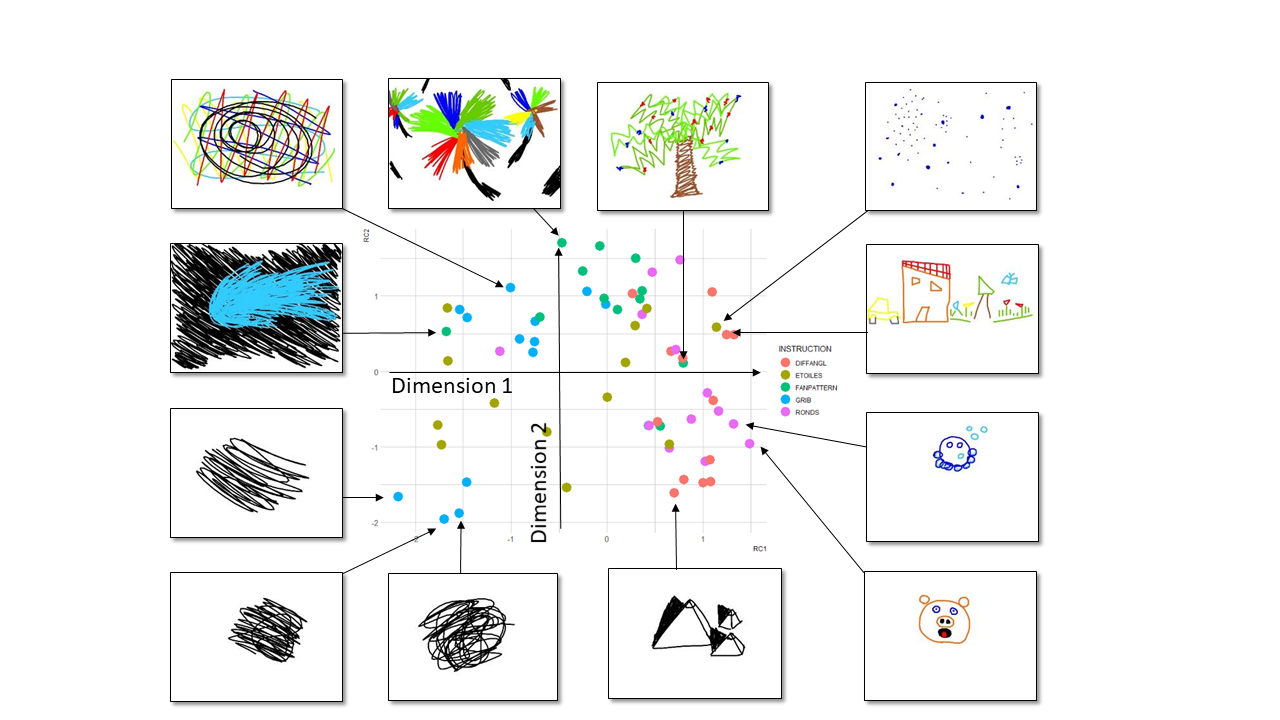 RC2
1
0
Dimension 1
-1
Dimension 2
-2
2
-1
0
1
RC1
INSTRUCTION
DIFFANGL
ETOILES
FANPATTERN
GRIB
RONDS